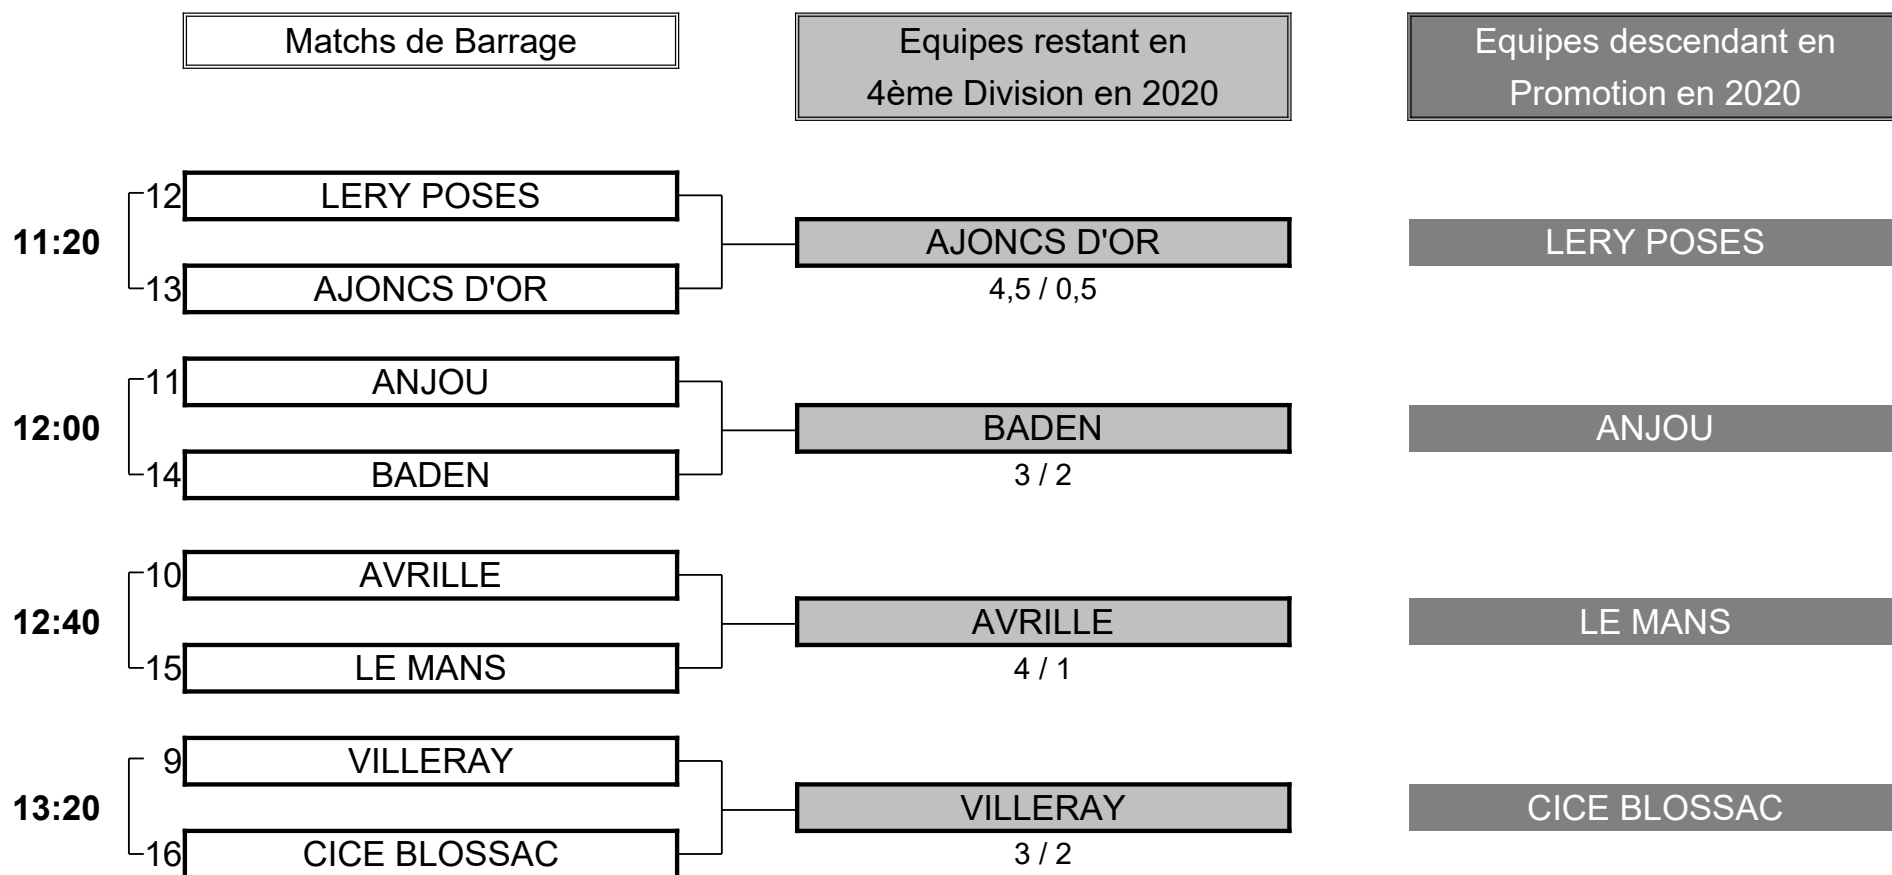 Matchs de Barrage
Equipes restant en
4ème Division en 2020
Equipes descendant en
Promotion en 2020
12 LERY POSES
11:20 AJONCS D'OR LERY POSES
13 AJONCS D'OR 4,5 / 0,5
11 ANJOU
12:00 BADEN ANJOU
14 BADEN 3 / 2
10 AVRILLE
12:40 AVRILLE LE MANS
15 LE MANS 4 / 1
9 VILLERAY
13:20 VILLERAY CICE BLOSSAC
16 CICE BLOSSAC 3 / 2